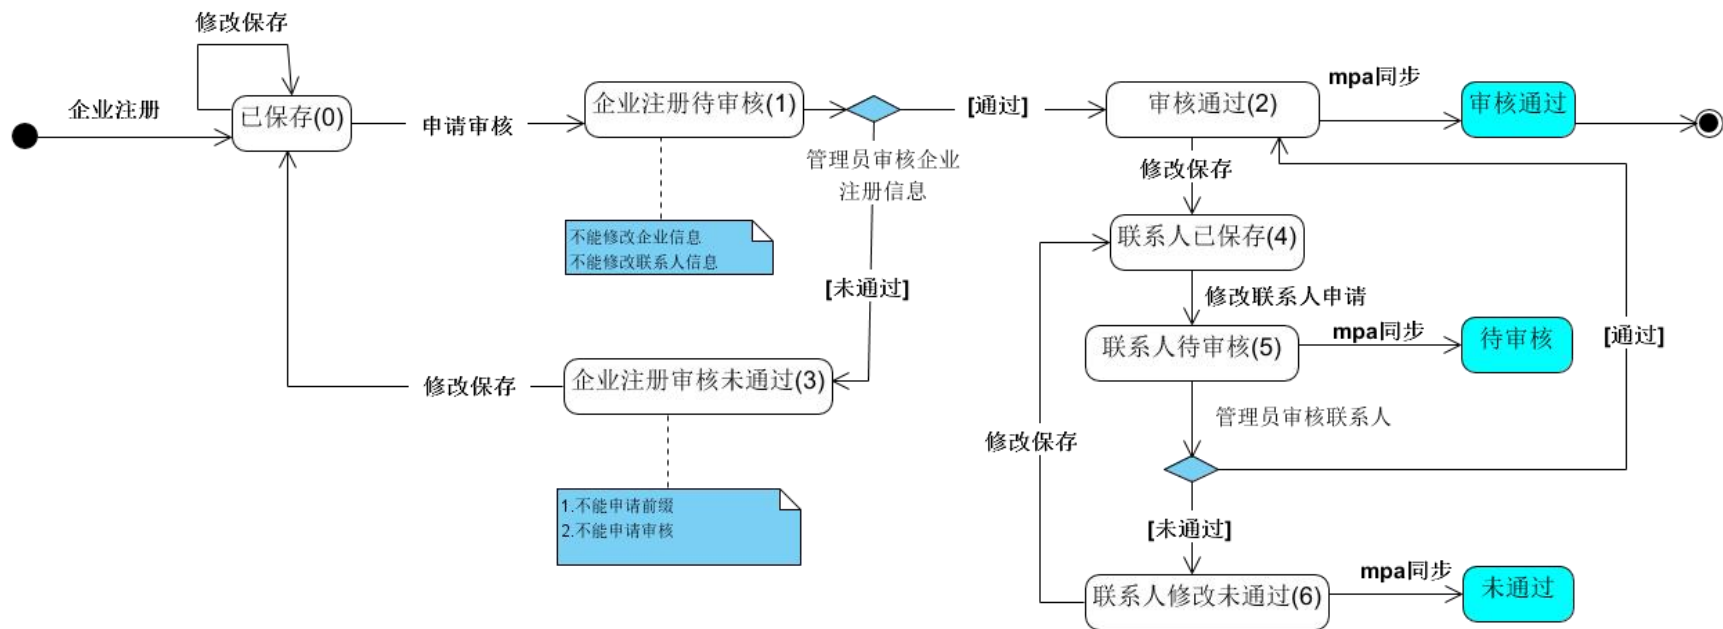 修改保存
企业注册
已保存(0)
申请审核
企业注册待审核(1)
[通过]
审核通过(2)
mpa同步
审核通过
管理员审核企业
注册信息
修改保存
不能修改企业信息
不能修改联系人信息
联系人已保存(4)
[未通过]
修改联系人申请
联系人待审核(5)
mpa同步
待审核
[通过]
企业注册审核未通过(3)
修改保存
管理员审核联系人
修改保存
1.不能申请前缀
2.不能申请审核
[未通过]
联系人修改未通过(6)
mpa同步
未通过